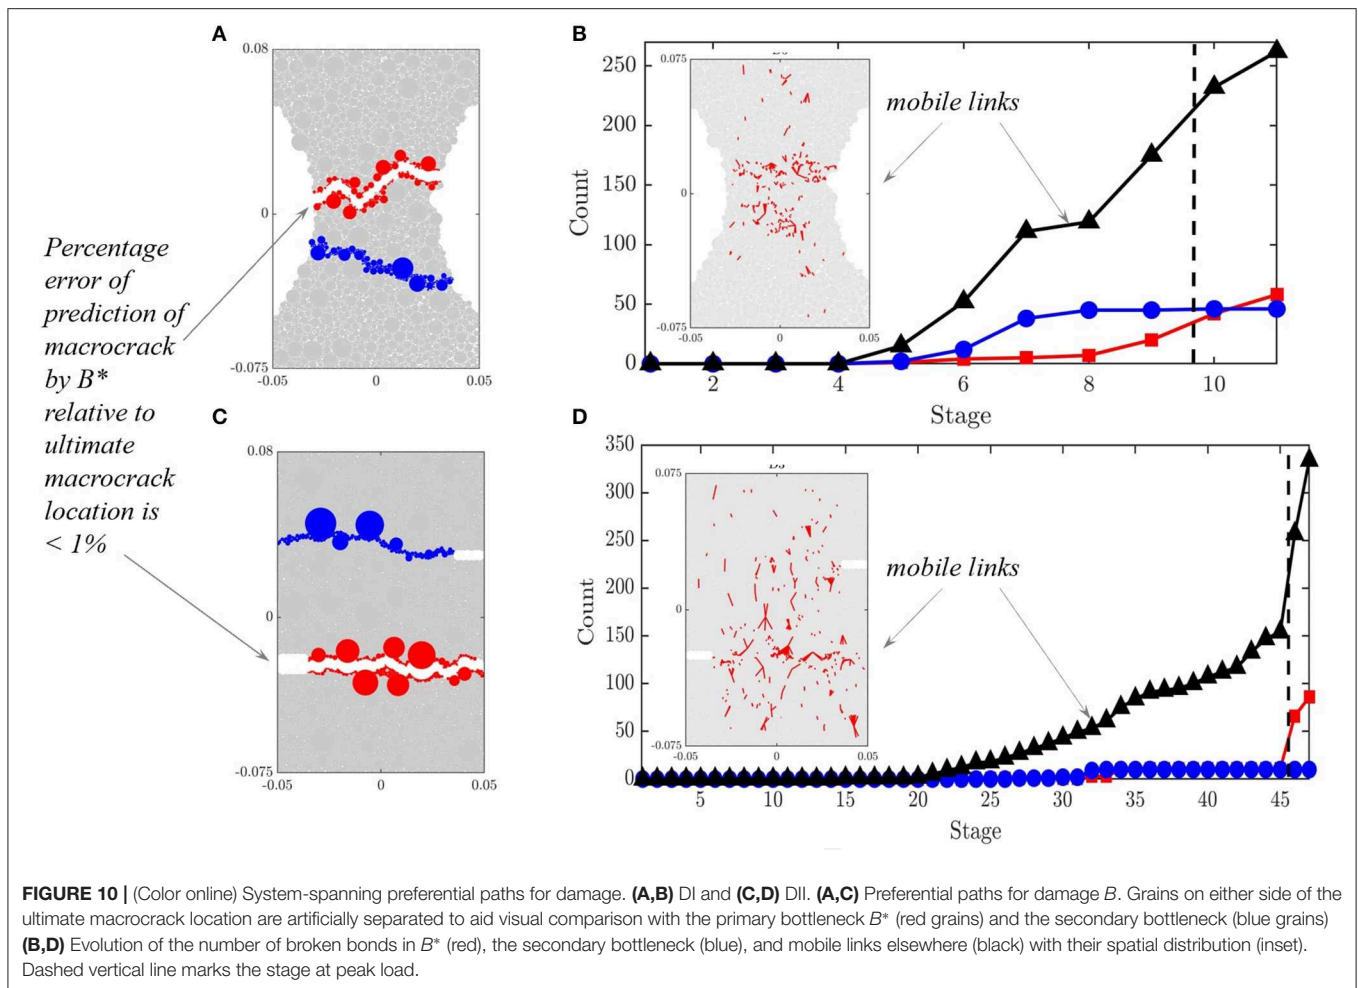 A
0.08
0
-0.075
-0.05
0
0.05
B
250
200
150
100
50
0
Count
0.075
0
-0.075
-0.05
0
0.05
mobile links
2
4
6
8
10
Stage
Percentage
error of
prediction of
macrocrack
by B*
relative to
ultimate
macrocrack
location is
< 1%
C
0.08
0
-0.075
-0.05
0
0.05
D
350
300
250
200
150
100
50
0
Count
0.075
0
-0.075
-0.05
0
0.05
mobile links
5
10
15
20
25
30
35
40
45
Stage
FIGURE 10 | (Color online) System-spanning preferential paths for damage. (A,B) DI and (C,D) DII. (A,C) Preferential paths for damage B. Grains on either side of the
ultimate macrocrack location are artificially separated to aid visual comparison with the primary bottleneck B* (red grains) and the secondary bottleneck (blue grains)
(B,D) Evolution of the number of broken bonds in B* (red), the secondary bottleneck (blue), and mobile links elsewhere (black) with their spatial distribution (inset).
Dashed vertical line marks the stage at peak load.